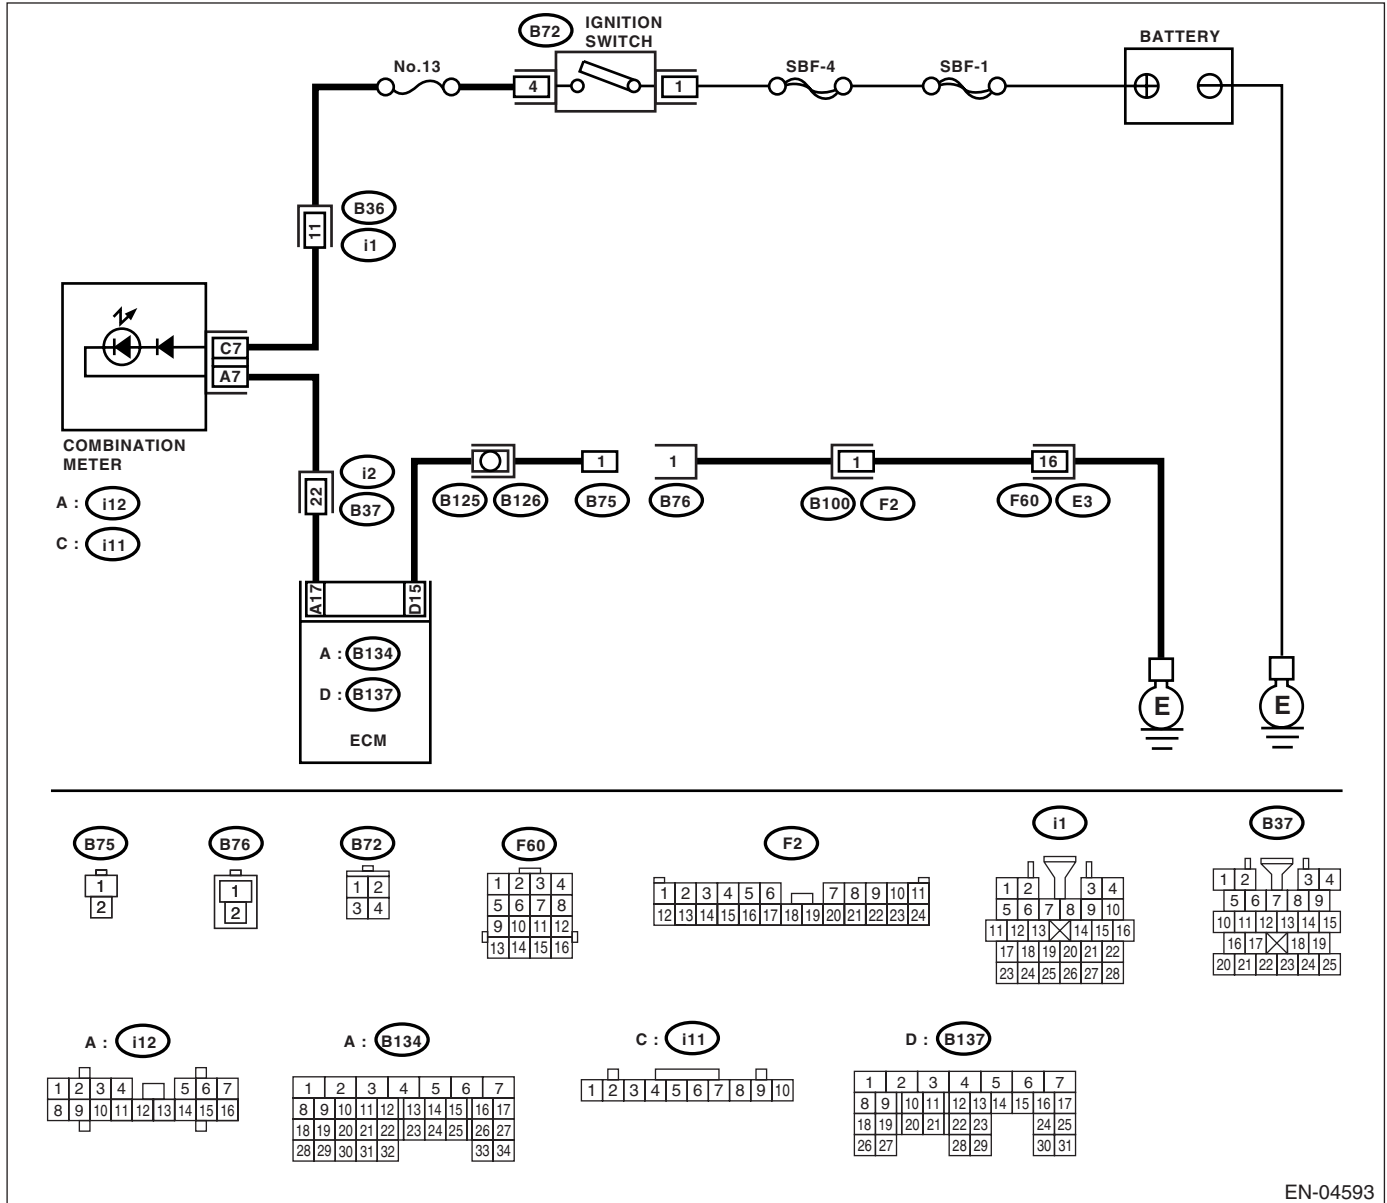 B72 IGNITION
SWITCH
BATTERY
No.13
4
1
SBF-4
SBF-1
11
B36
i1
C7
A7
COMBINATION
METER
A : i12
C : i11
22
i2
B37
1
1
1
16
B125 B126 B75 B76 B100 F2 F60 E3
A17 D15
A : B134
D : B137
ECM
E
E
B75
1
2
B76
1
2
B72
1 2
3 4
F60
1 2 3 4
5 6 7 8
9 10 11 12
13 14 15 16
F2
1 2 3 4 5 6 7 8 9 10 11
12 13 14 15 16 17 18 19 20 21 22 23 24
i1
1 2 3 4
5 6 7 8 9 10
11 12 13 14 15 16
17 18 19 20 21 22
23 24 25 26 27 28
B37
1 2 3 4
5 6 7 8 9
10 11 12 13 14 15
16 17 18 19
20 21 22 23 24 25
A : i12
1 2 3 4 5 6 7
8 9 10 11 12 13 14 15 16
A : B134
1 2 3 4 5 6 7
8 9 10 11 12 13 14 15 16 17
18 19 20 21 22 23 24 25 26 27
28 29 30 31 32 33 34
C : i11
1 2 3 4 5 6 7 8 9 10
D : B137
1 2 3 4 5 6 7
8 9 10 11 12 13 14 15 16 17
18 19 20 21 22 23 24 25
26 27 28 29 30 31
EN-04593